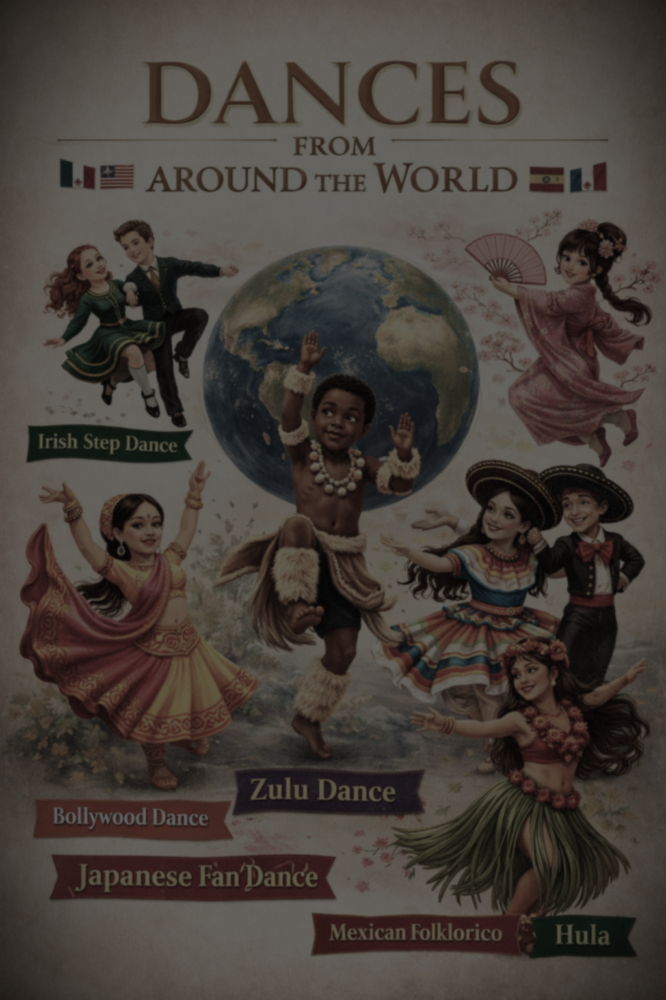 DANCES
FROM
AROUND THE WORLD
Irish Step Dance
Zulu Dance
Bollywood Dance
Japanese Fan Dance
Mexican Folklorico
Hula